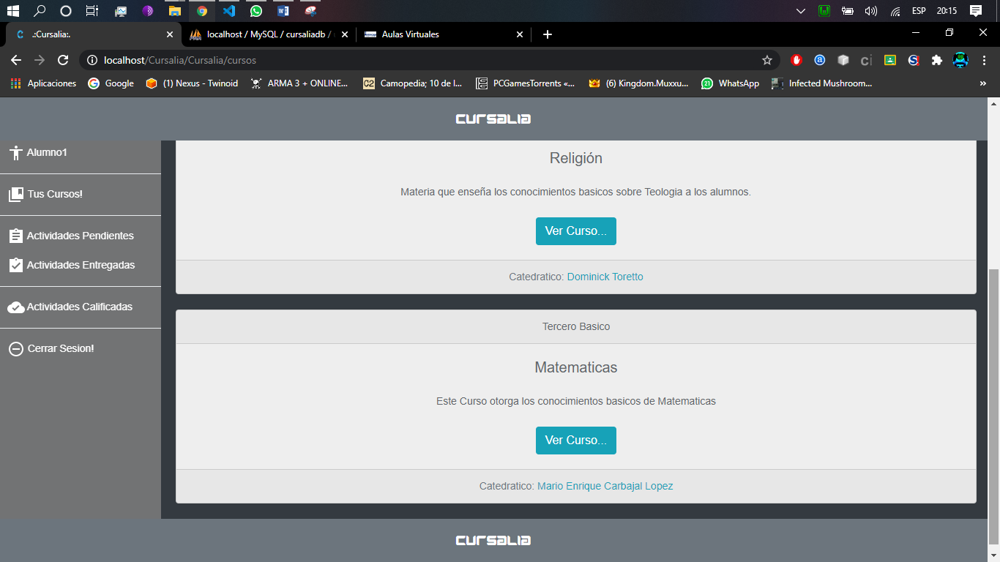 ESP 20:15
.:Cursalia:. localhost / MySQL / cursaliadb / Aulas Virtuales
localhost/Cursalia/Cursalia/cursos
Aplicaciones Google (1) Nexus - Twinoid ARMA 3 + ONLINE... C2 Camopedia; 10 de l... PCGamesTorrents «... (6) Kingdom.Muxxu... 21 WhatsApp Infected Mushroom... »
CURSALIA
Alumno1
Tus Cursos!
Actividades Pendientes
Actividades Entregadas
Actividades Calificadas
Cerrar Sesion!
Religión
Materia que enseña los conocimientos basicos sobre Teologia a los alumnos.
Ver Curso...
Catedratico: Dominick Toretto
Tercero Basico
Matematicas
Este Curso otorga los conocimientos basicos de Matematicas
Ver Curso...
Catedratico: Mario Enrique Carbajal Lopez
CURSALIA